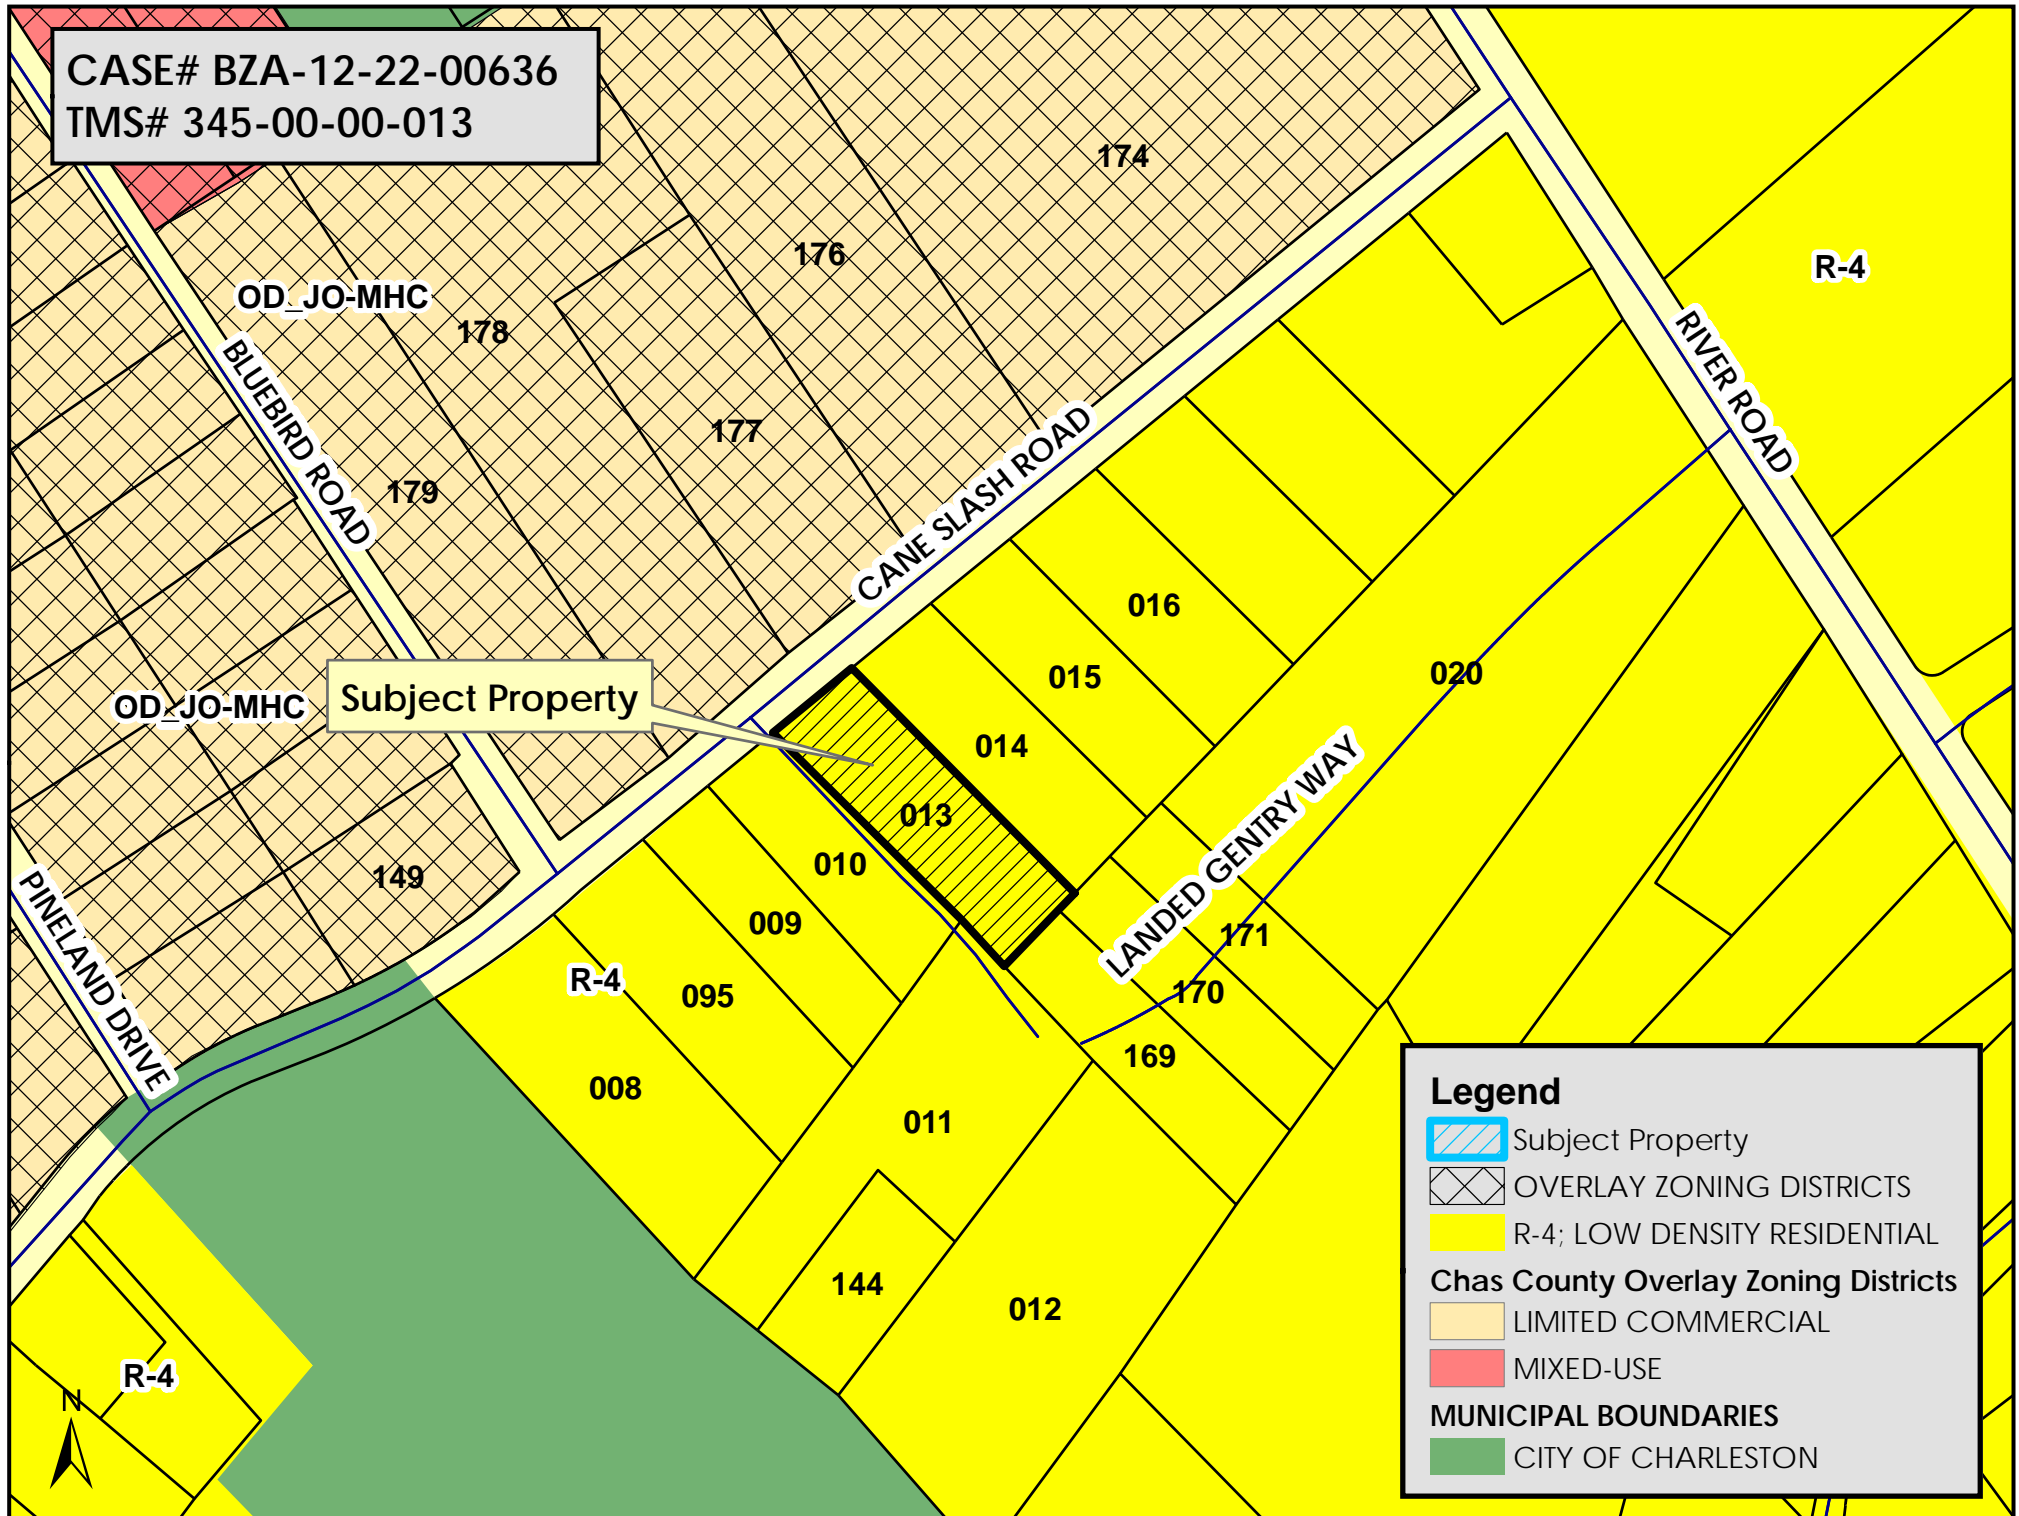 CASE# BZA-12-22-00636
TMS# 345-00-00-013
174
176
R-4
OD_JO-MHC
178
RIVER ROAD
BLUEBIRD ROAD
177
179
CANE SLASH ROAD
016
020
015
OD_JO-MHC
Subject Property
014
013
LANDED GENTRY WAY
010
149
PINELAND DRIVE
009
171
R-4
095
170
169
008
011
144
012
R-4
N
Legend
Subject Property
OVERLAY ZONING DISTRICTS
R-4; LOW DENSITY RESIDENTIAL
Chas County Overlay Zoning Districts
LIMITED COMMERCIAL
MIXED-USE
MUNICIPAL BOUNDARIES
CITY OF CHARLESTON